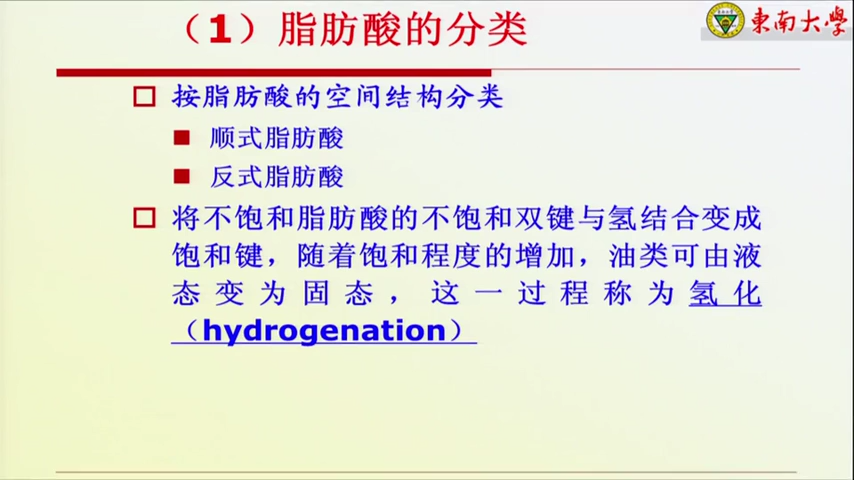 （1）脂肪酸的分类
東南大學
按脂肪酸的空间结构分类
顺式脂肪酸
反式脂肪酸
将不饱和脂肪酸的不饱和双键与氢结合变成
饱和键，随着饱和程度的增加，油类可由液
态变为固态，这一过程称为氢化
（hydrogenation）